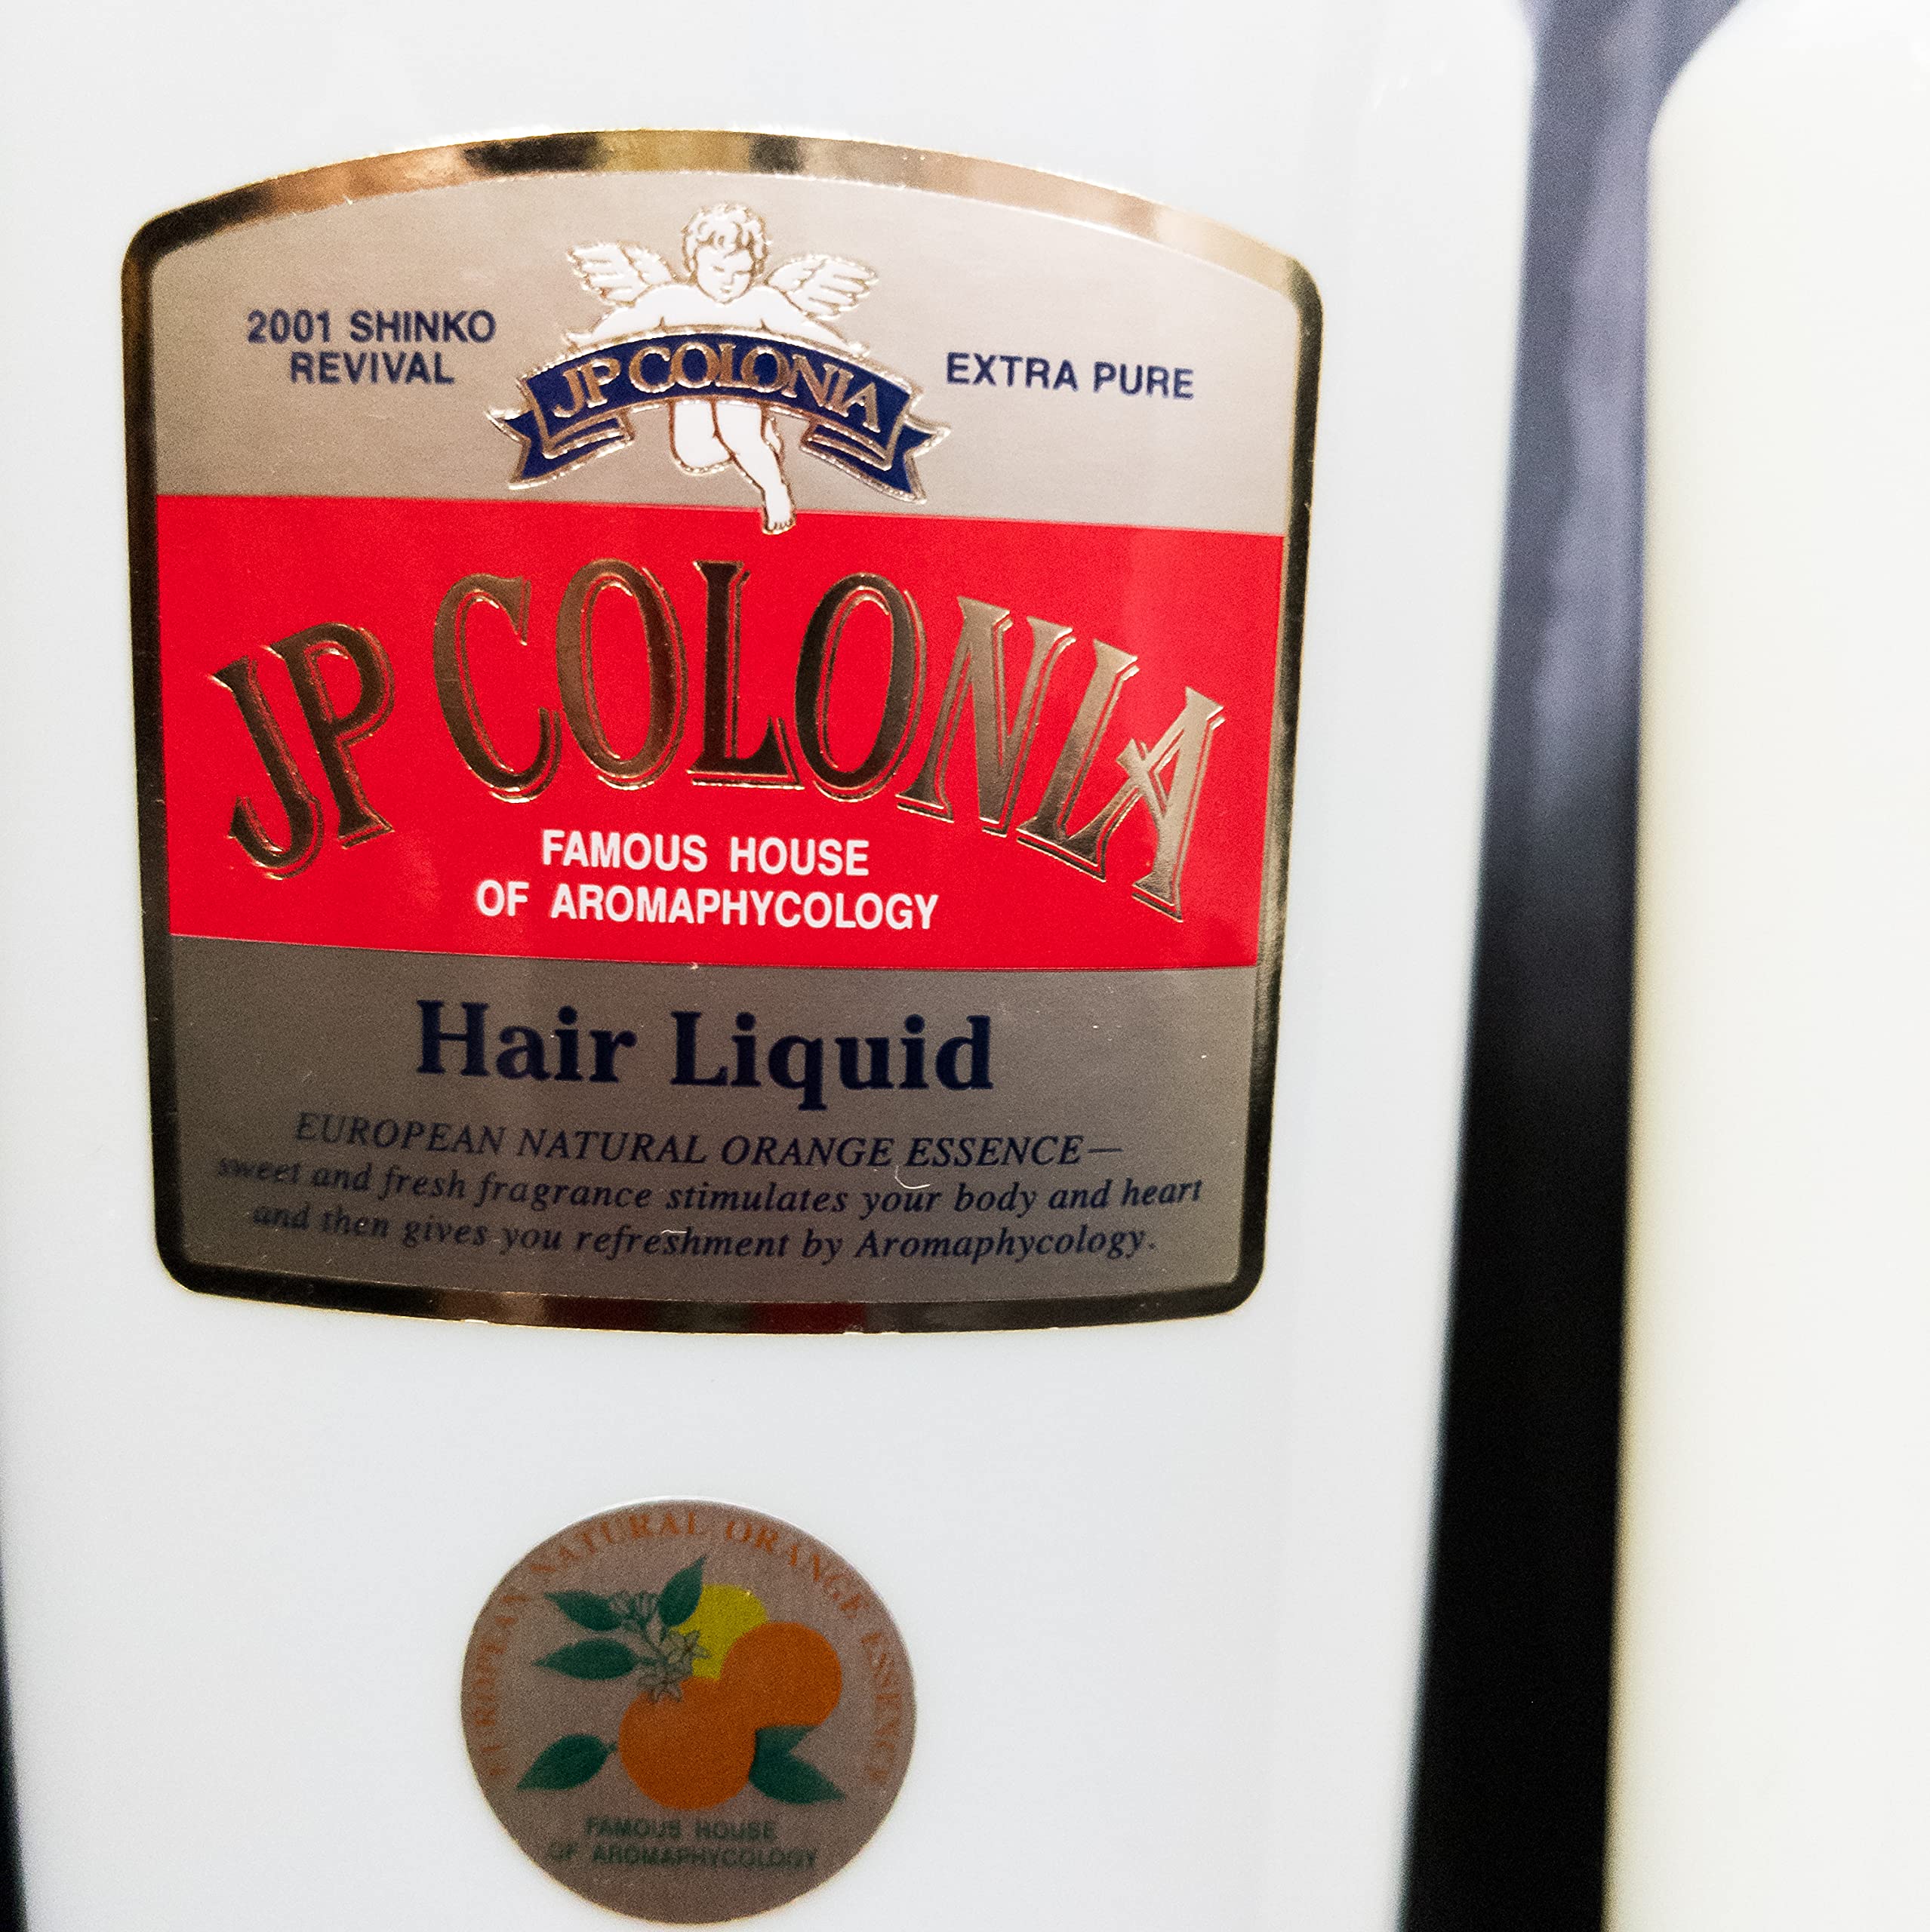 2001 SHINKO
REVIVAL
JP COLONIA
EXTRA PURE
JP COLONIA
FAMOUS HOUSE
OF AROMAPHYCOLOGY
Hair Liquid
EUROPEAN NATURAL ORANGE ESSENCE—
sweet and fresh fragrance stimulates your body and heart
and then gives you refreshment by Aromaphycology.
EUROPEAN NATURAL ORANGE ESSENCE
FAMOUS HOUSE
OF AROMAPHYCOLOGY